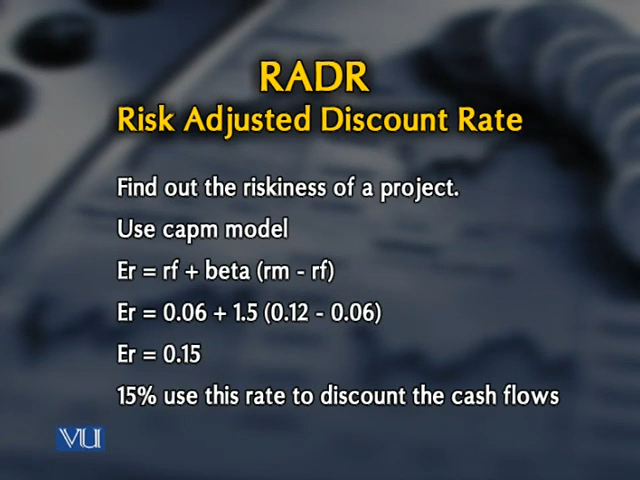 RADR
Risk Adjusted Discount Rate
Find out the riskiness of a project.
Use capm model
Er = rf + beta (rm - rf)
Er = 0.06 + 1.5 (0.12 - 0.06)
Er = 0.15
15% use this rate to discount the cash flows
VU